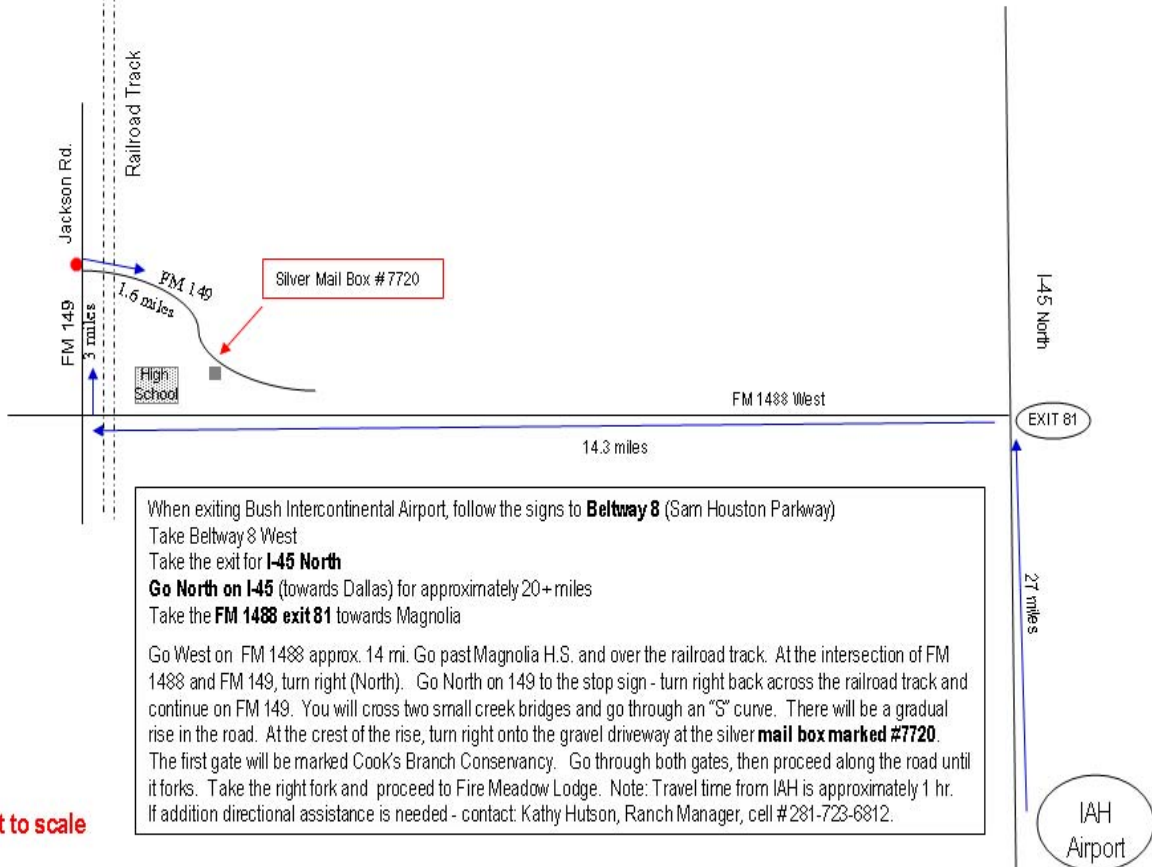 Railroad Track
Jackson Rd.
FM 149
1.6 miles
Silver Mail Box #7720
FM 149
3 miles
High
School
I-45 North
FM 1488 West
EXIT 81
14.3 miles
When exiting Bush Intercontinental Airport, follow the signs to Beltway 8 (Sam Houston Parkway)
Take Beltway 8 West
Take the exit for I-45 North
Go North on I-45 (towards Dallas) for approximately 20+ miles
Take the FM 1488 exit 81 towards Magnolia
27 miles
Go West on FM 1488 approx. 14 mi. Go past Magnolia H.S. and over the railroad track. At the intersection of FM
1488 and FM 149, turn right (North). Go North on 149 to the stop sign - turn right back across the railroad track and
continue on FM 149. You will cross two small creek bridges and go through an "S" curve. There will be a gradual
rise in the road. At the crest of the rise, turn right onto the gravel driveway at the silver mail box marked #7720.
The first gate will be marked Cook's Branch Conservancy. Go through both gates, then proceed along the road until
it forks. Take the right fork and proceed to Fire Meadow Lodge. Note: Travel time from IAH is approximately 1 hr.
If addition directional assistance is needed - contact: Kathy Hutson, Ranch Manager, cell #281-723-6812.
t to scale
IAH
Airport